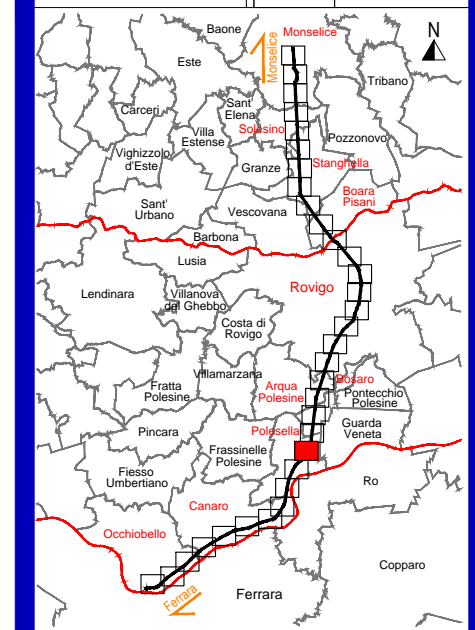 Baone
Monselice
N
Monselice
Este
Tribano
Carceri
Sant'
Elena
Solesino
Villa
Estense
Pozzonovo
Vighizzolo
d'Este
Granze
Stanghella
Boara
Pisani
Sant'
Urbano
Vescovana
Barbona
Lusia
Lendinara
Villanova
del Ghebbo
Rovigo
Costa di
Rovigo
Villamarzana
Bosaro
Fratta
Polesine
Arqua
Polesine
Pontecchio
Polesine
Pincara
Polesella
Guarda
Veneta
Frassinelle
Polesine
Fiesso
Umbertiano
Ro
Canaro
Occhiobello
Copparo
Ferrara
Ferrara